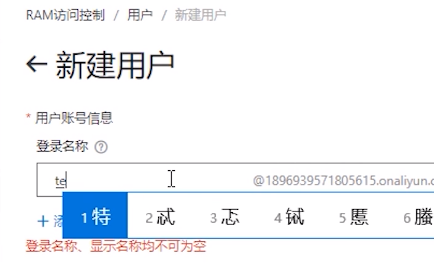 RAM访问控制 / 用户 / 新建用户
← 新建用户
* 用户账号信息
登录名称 ?
te @1896939571805615.onaliyun.c
1 特 2 忒 3 忑 4 铽 5 慝 6 螣
+ 添
登录名称、显示名称均不可为空